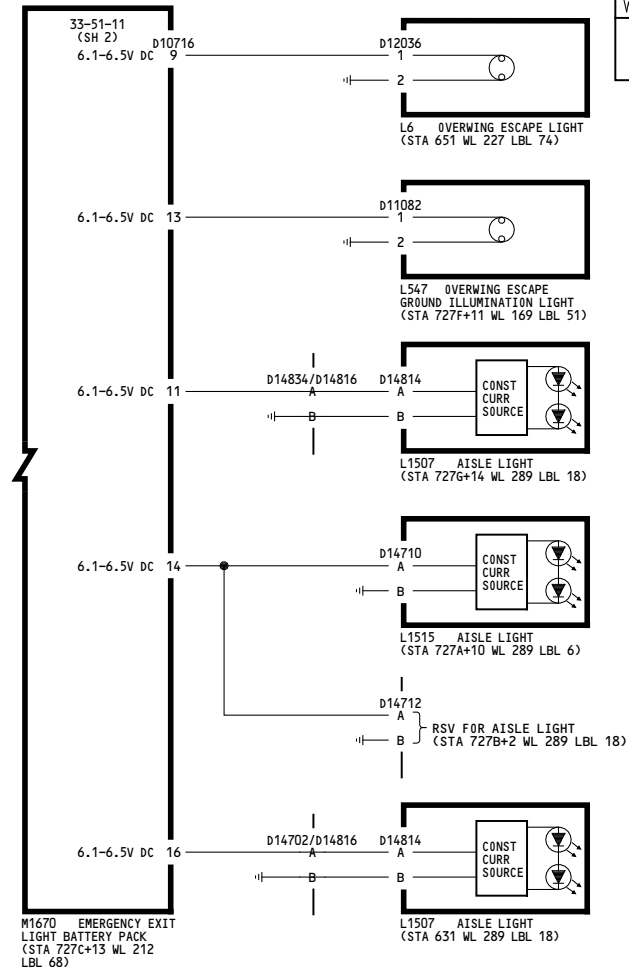 33-51-11
(SH 2)
D10716
6.1-6.5V DC 9
D12036
1
2
L6 OVERWING ESCAPE LIGHT
(STA 651 WL 227 LBL 74)
6.1-6.5V DC 13
D11082
1
2
L547 OVERWING ESCAPE
GROUND ILLUMINATION LIGHT
(STA 727F+11 WL 169 LBL 51)
6.1-6.5V DC 11
D14834/D14816
A
B
D14814
A
B
CONST
CURR
SOURCE
L1507 AISLE LIGHT
(STA 727G+14 WL 289 LBL 18)
6.1-6.5V DC 14
D14710
A
B
CONST
CURR
SOURCE
L1515 AISLE LIGHT
(STA 727A+10 WL 289 LBL 6)
D14712
A
B
RSV FOR AISLE LIGHT
(STA 727B+2 WL 289 LBL 18)
6.1-6.5V DC 16
D14702/D14816
A
B
D14814
A
B
CONST
CURR
SOURCE
L1507 AISLE LIGHT
(STA 631 WL 289 LBL 18)
M1670 EMERGENCY EXIT
LIGHT BATTERY PACK
(STA 727C+13 WL 212
LBL 68)